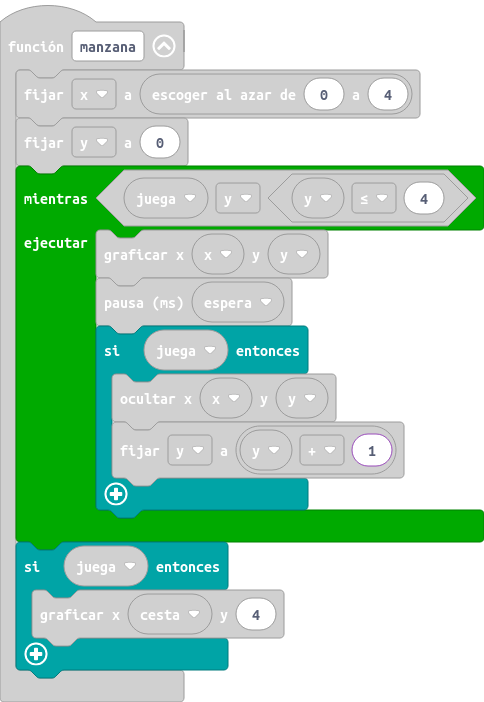 función manzana
fijar x a escoger al azar de 0 a 4
fijar y a 0
mientras juega y y ≤ 4
ejecutar
graficar x x y y
pausa (ms) espera
si juega entonces
ocultar x x y y
fijar y a y + 1
si juega entonces
graficar x cesta y 4